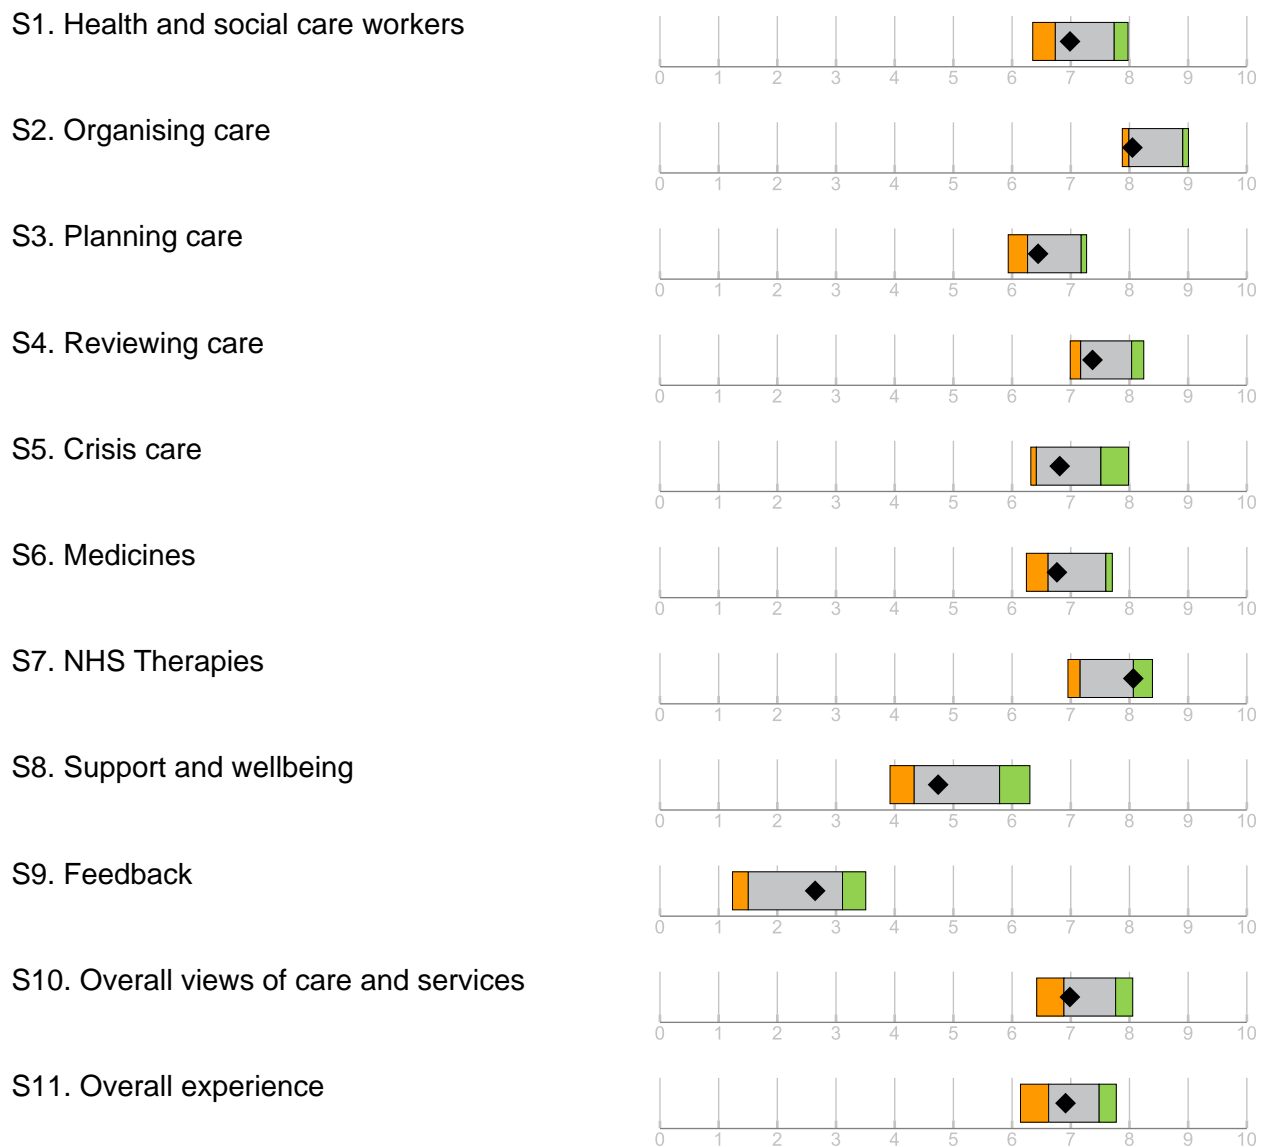 S1. Health and social care workers
0 1 2 3 4 5 6 7 8 9 10
S2. Organising care
0 1 2 3 4 5 6 7 8 9 10
S3. Planning care
0 1 2 3 4 5 6 7 8 9 10
S4. Reviewing care
0 1 2 3 4 5 6 7 8 9 10
S5. Crisis care
0 1 2 3 4 5 6 7 8 9 10
S6. Medicines
0 1 2 3 4 5 6 7 8 9 10
S7. NHS Therapies
0 1 2 3 4 5 6 7 8 9 10
S8. Support and wellbeing
0 1 2 3 4 5 6 7 8 9 10
S9. Feedback
0 1 2 3 4 5 6 7 8 9 10
S10. Overall views of care and services
0 1 2 3 4 5 6 7 8 9 10
S11. Overall experience
0 1 2 3 4 5 6 7 8 9 10